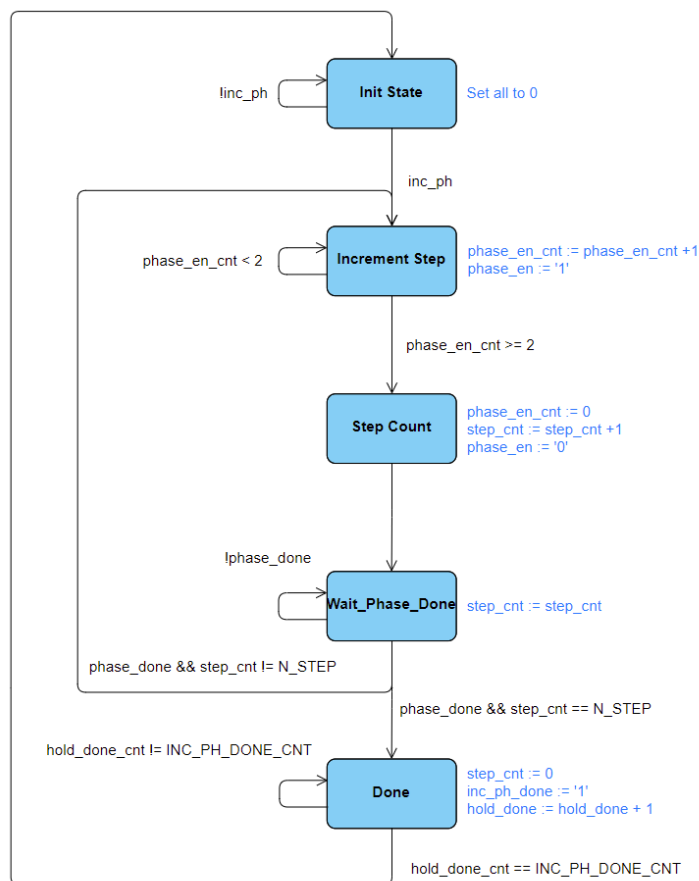 !inc_ph
Init State
Set all to 0
inc_ph
phase_en_cnt < 2
Increment Step
phase_en_cnt := phase_en_cnt +1
phase_en := '1'
phase_en_cnt >= 2
Step Count
phase_en_cnt := 0
step_cnt := step_cnt +1
phase_en := '0'
!phase_done
Wait_Phase_Done
step_cnt := step_cnt
phase_done && step_cnt != N_STEP
phase_done && step_cnt == N_STEP
hold_done_cnt != INC_PH_DONE_CNT
Done
step_cnt := 0
inc_ph_done := '1'
hold_done := hold_done + 1
hold_done_cnt == INC_PH_DONE_CNT